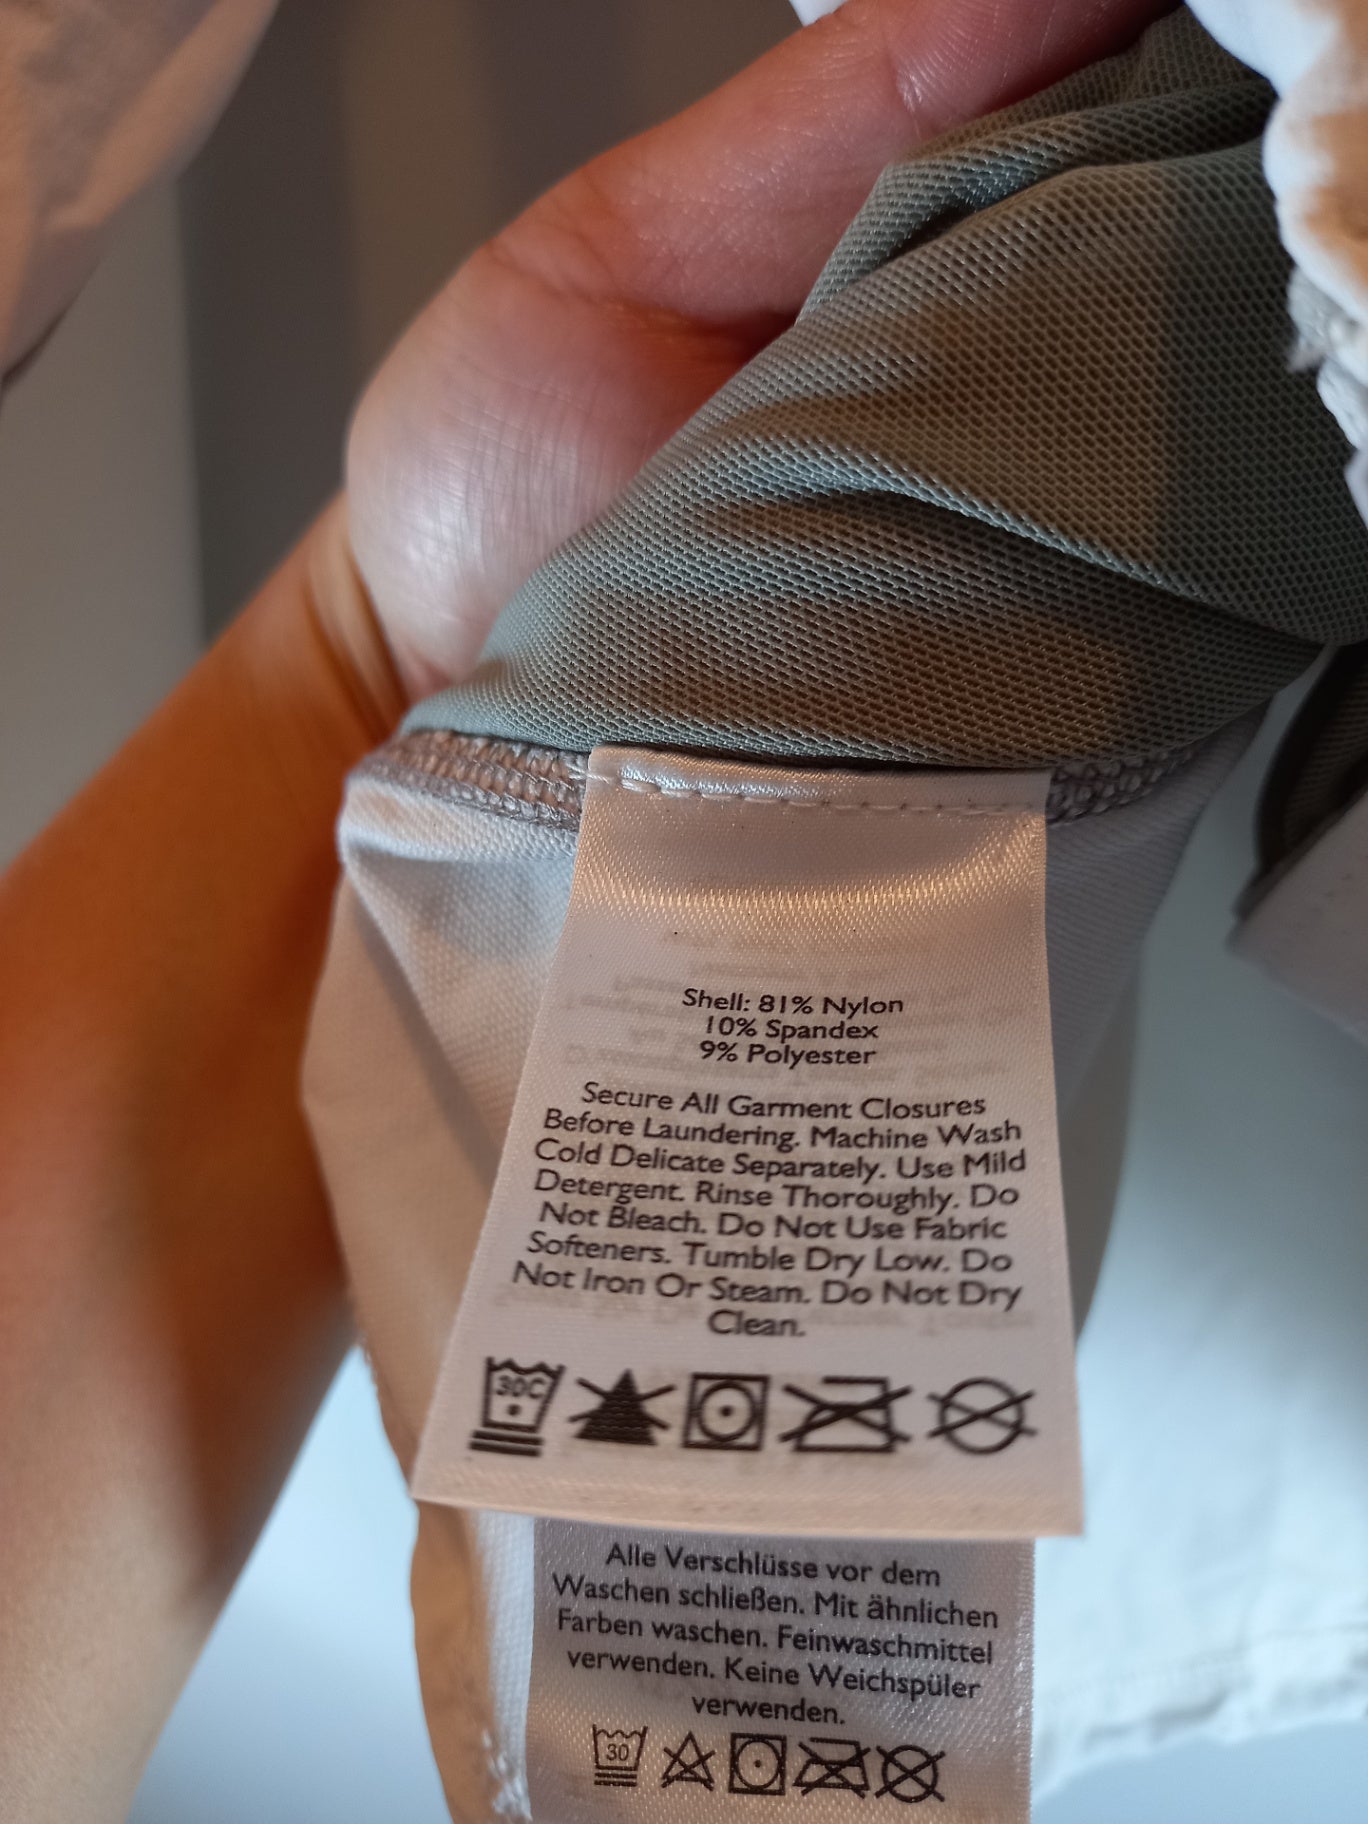 Shell: 81% Nylon
10% Spandex
9% Polyester
Secure All Garment Closures
Before Laundering. Machine Wash
Cold Delicate Separately. Use Mild
Detergent. Rinse Thoroughly. Do
Not Bleach. Do Not Use Fabric
Softeners. Tumble Dry Low. Do
Not Iron Or Steam. Do Not Dry
Clean.
30C
Alle Verschlüsse vor dem
Waschen schließen. Mit ähnlichen
Farben waschen. Feinwaschmittel
verwenden. Keine Weichspüler
verwenden.
30